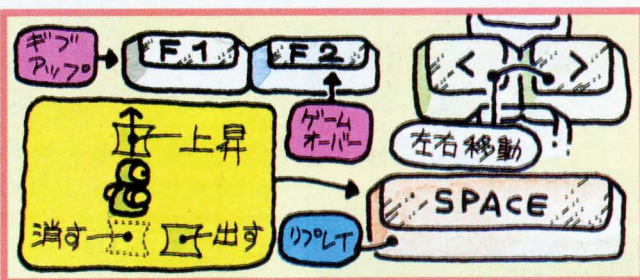 ギブ
アップ
F1
F2
<
>
ゲーム
オーバー
左右移動
上昇
消す
出す
リプレイ
SPACE